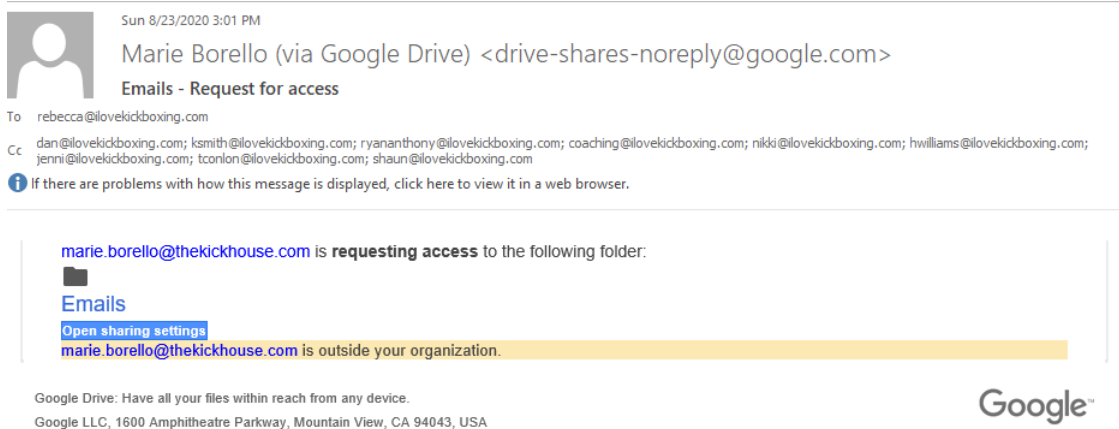 Sun 8/23/2020 3:01 PM
Marie Borello (via Google Drive) <drive-shares-noreply@google.com>
Emails - Request for access
To rebecca@ilovekickboxing.com
Cc dan@ilovekickboxing.com; ksmith@ilovekickboxing.com; ryananthony@ilovekickboxing.com; coaching@ilovekickboxing.com; nikki@ilovekickboxing.com; hwilliams@ilovekickboxing.com;
jenni@ilovekickboxing.com; tconlon@ilovekickboxing.com; shaun@ilovekickboxing.com
If there are problems with how this message is displayed, click here to view it in a web browser.
marie.borello@thekickhouse.com is requesting access to the following folder:
Emails
Open sharing settings
marie.borello@thekickhouse.com is outside your organization.
Google Drive: Have all your files within reach from any device.
Google LLC, 1600 Amphitheatre Parkway, Mountain View, CA 94043, USA
Google™